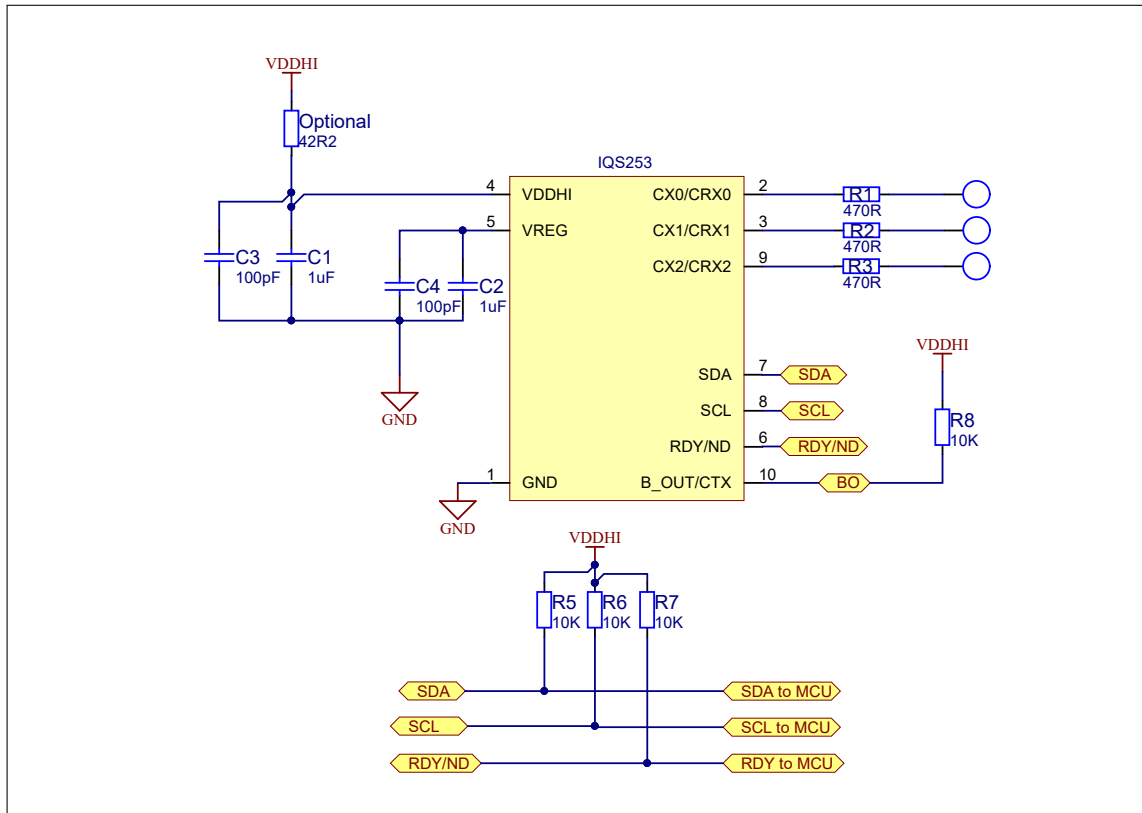 VDDHI
Optional
42R2
C3
100pF
C1
1uF
C4
100pF
C2
1uF
GND
IQS253
4 VDDHI
5 VREG
1 GND
GND
CX0/CRX0 2
CX1/CRX1 3
CX2/CRX2 9
SDA 7
SCL 8
RDY/ND 6
B_OUT/CTX 10
R1
470R
R2
470R
R3
470R
SDA
SCL
RDY/ND
BO
VDDHI
R8
10K
VDDHI
R5
10K
R6
10K
R7
10K
SDA SDA to MCU
SCL SCL to MCU
RDY/ND RDY to MCU